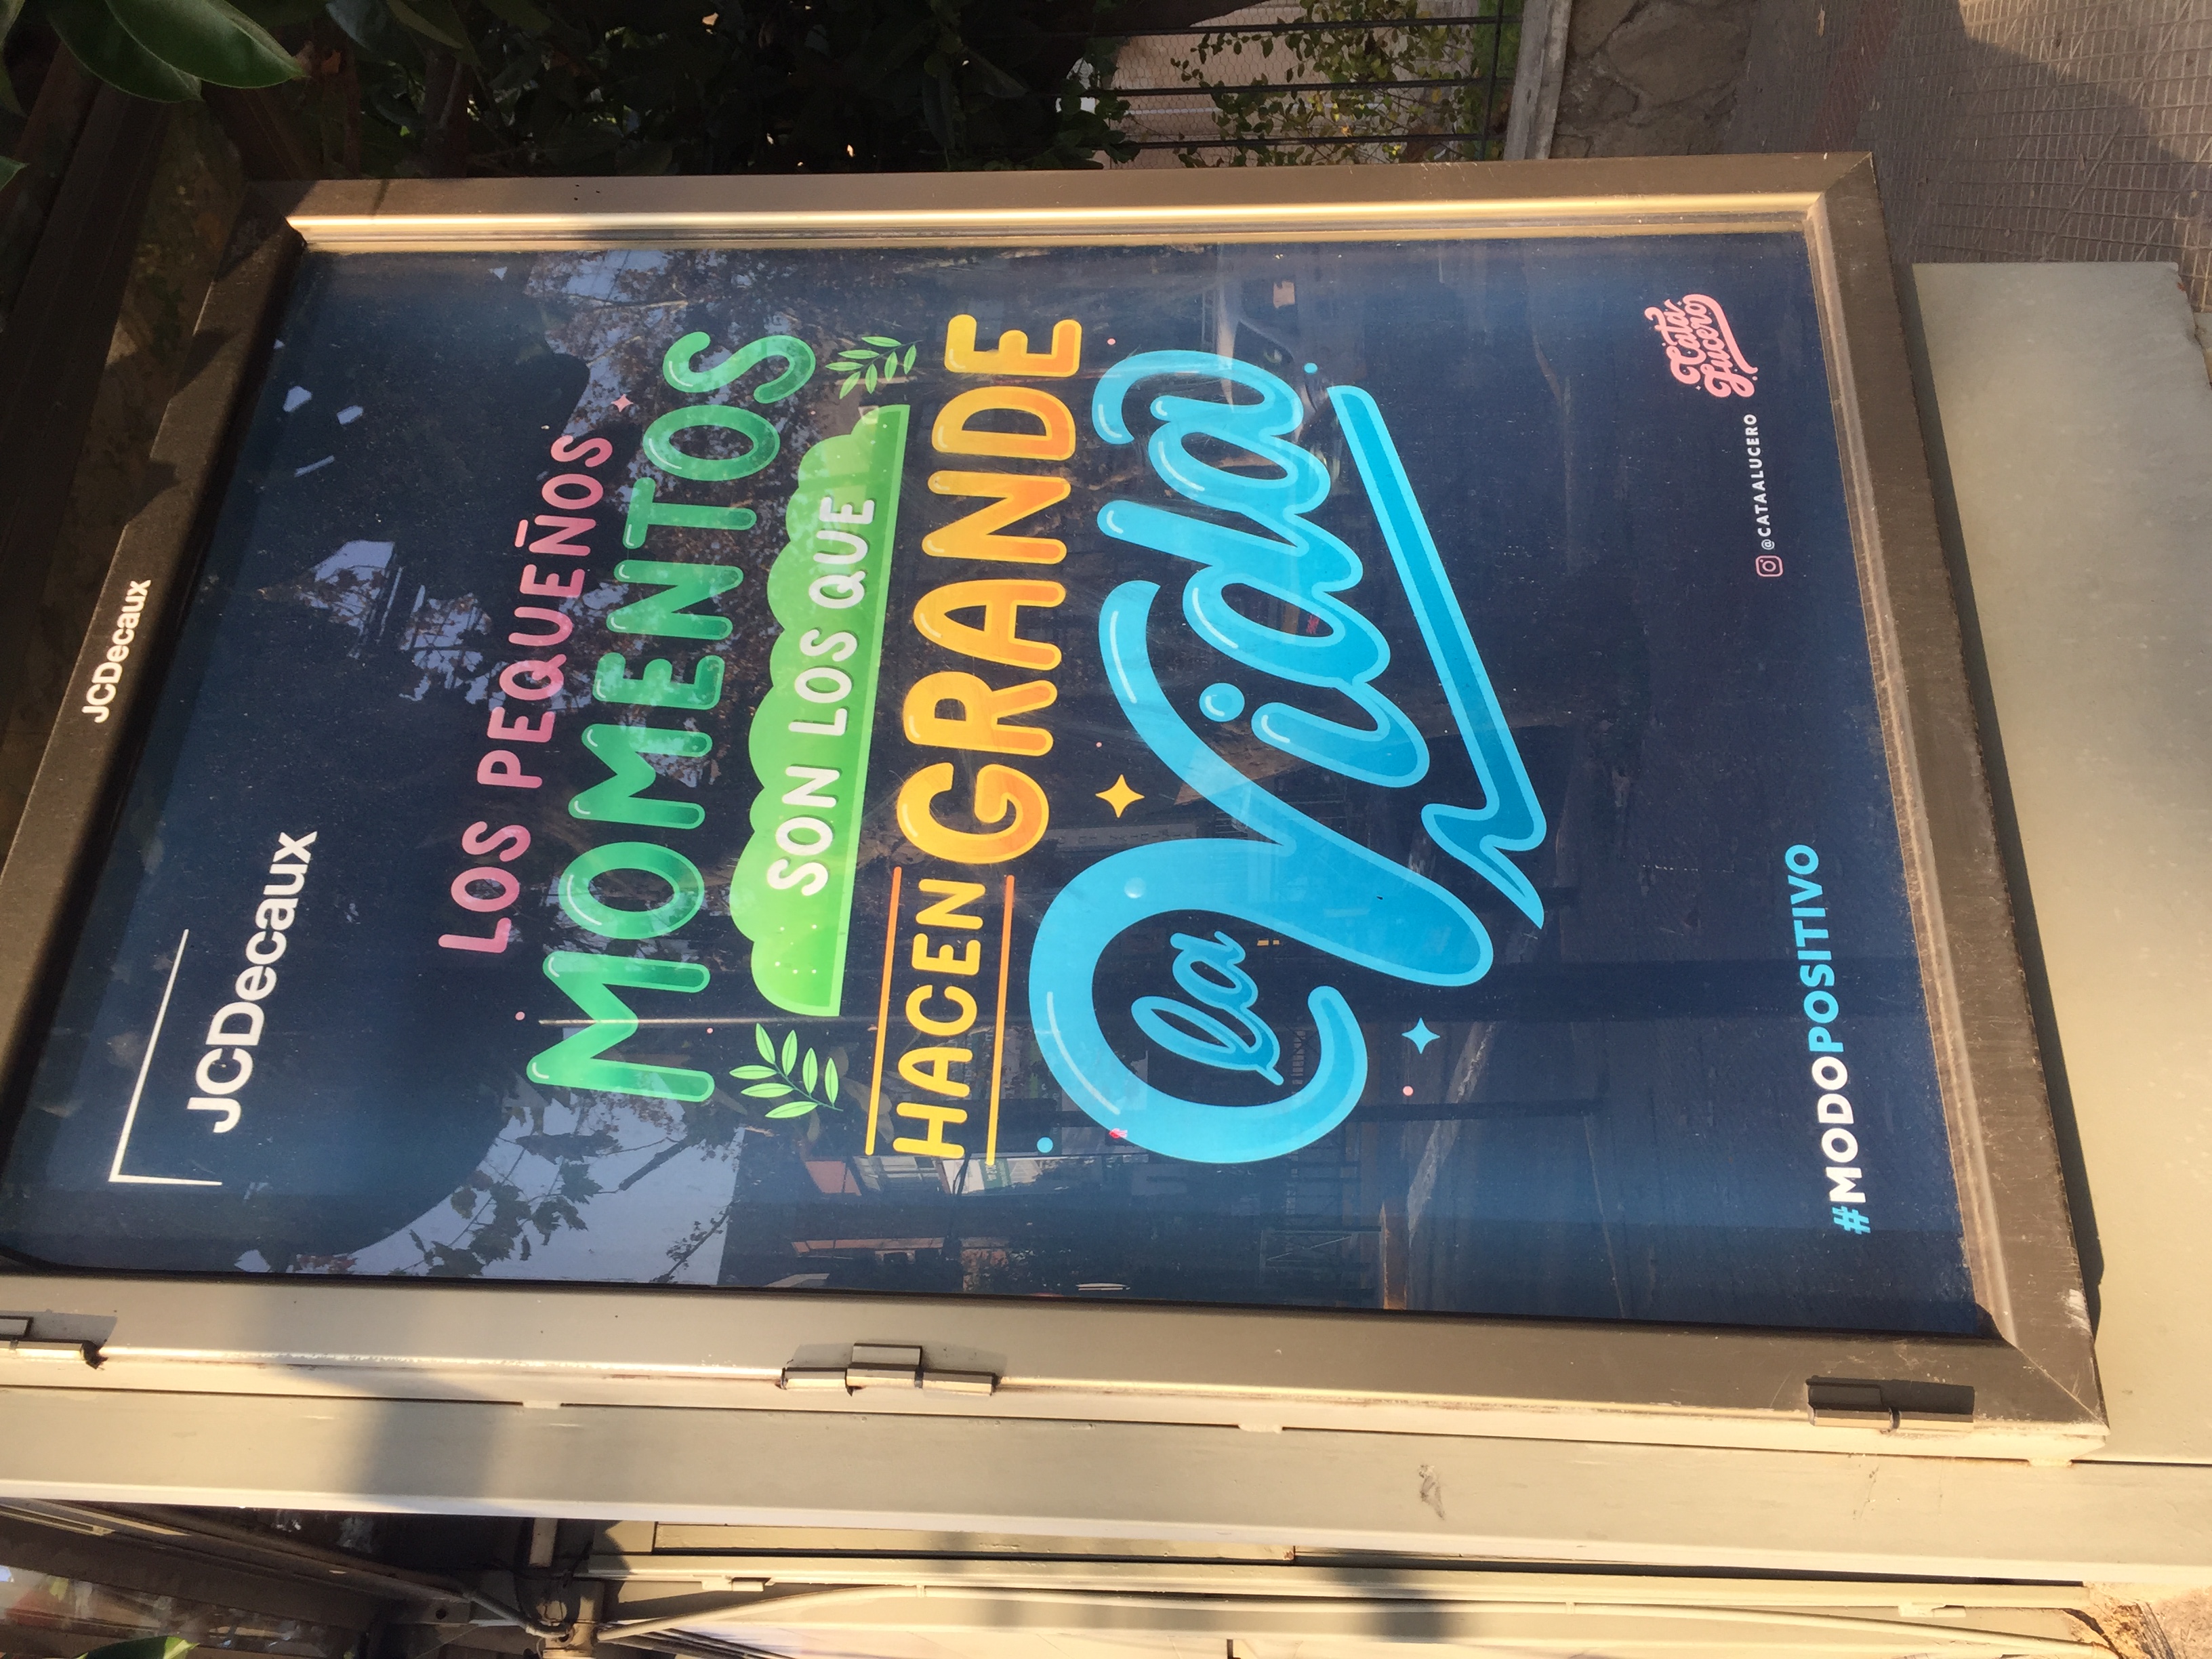 JCDecaux
JCDecaux
LOS PEQUEÑOS
MOMENTOS
SON LOS QUE
HACEN GRANDE
la Vida
Cata
Lucero
@CATAALUCERO
#MODOPOSITIVO